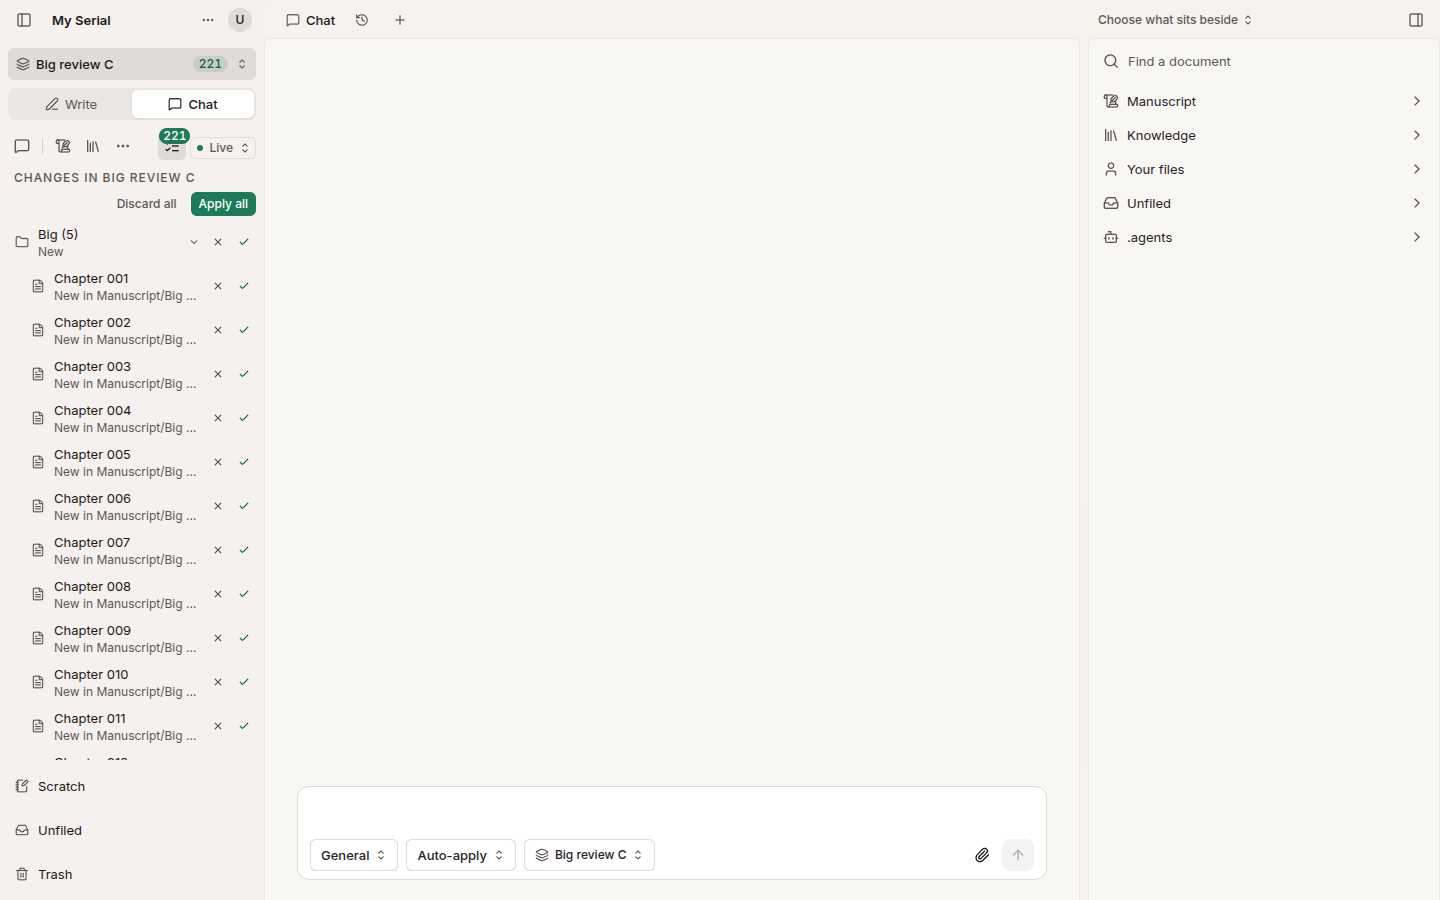 My Serial
U
Big review C
221
Write
Chat
221
Live
CHANGES IN BIG REVIEW C
Discard all
Apply all
Big (5)
New
Chapter 001
New in Manuscript/Big ...
Chapter 002
New in Manuscript/Big ...
Chapter 003
New in Manuscript/Big ...
Chapter 004
New in Manuscript/Big ...
Chapter 005
New in Manuscript/Big ...
Chapter 006
New in Manuscript/Big ...
Chapter 007
New in Manuscript/Big ...
Chapter 008
New in Manuscript/Big ...
Chapter 009
New in Manuscript/Big ...
Chapter 010
New in Manuscript/Big ...
Chapter 011
New in Manuscript/Big ...
Scratch
Unfiled
Trash
Chat
General
Auto-apply
Big review C
Choose what sits beside
Find a document
Manuscript
Knowledge
Your files
Unfiled
.agents